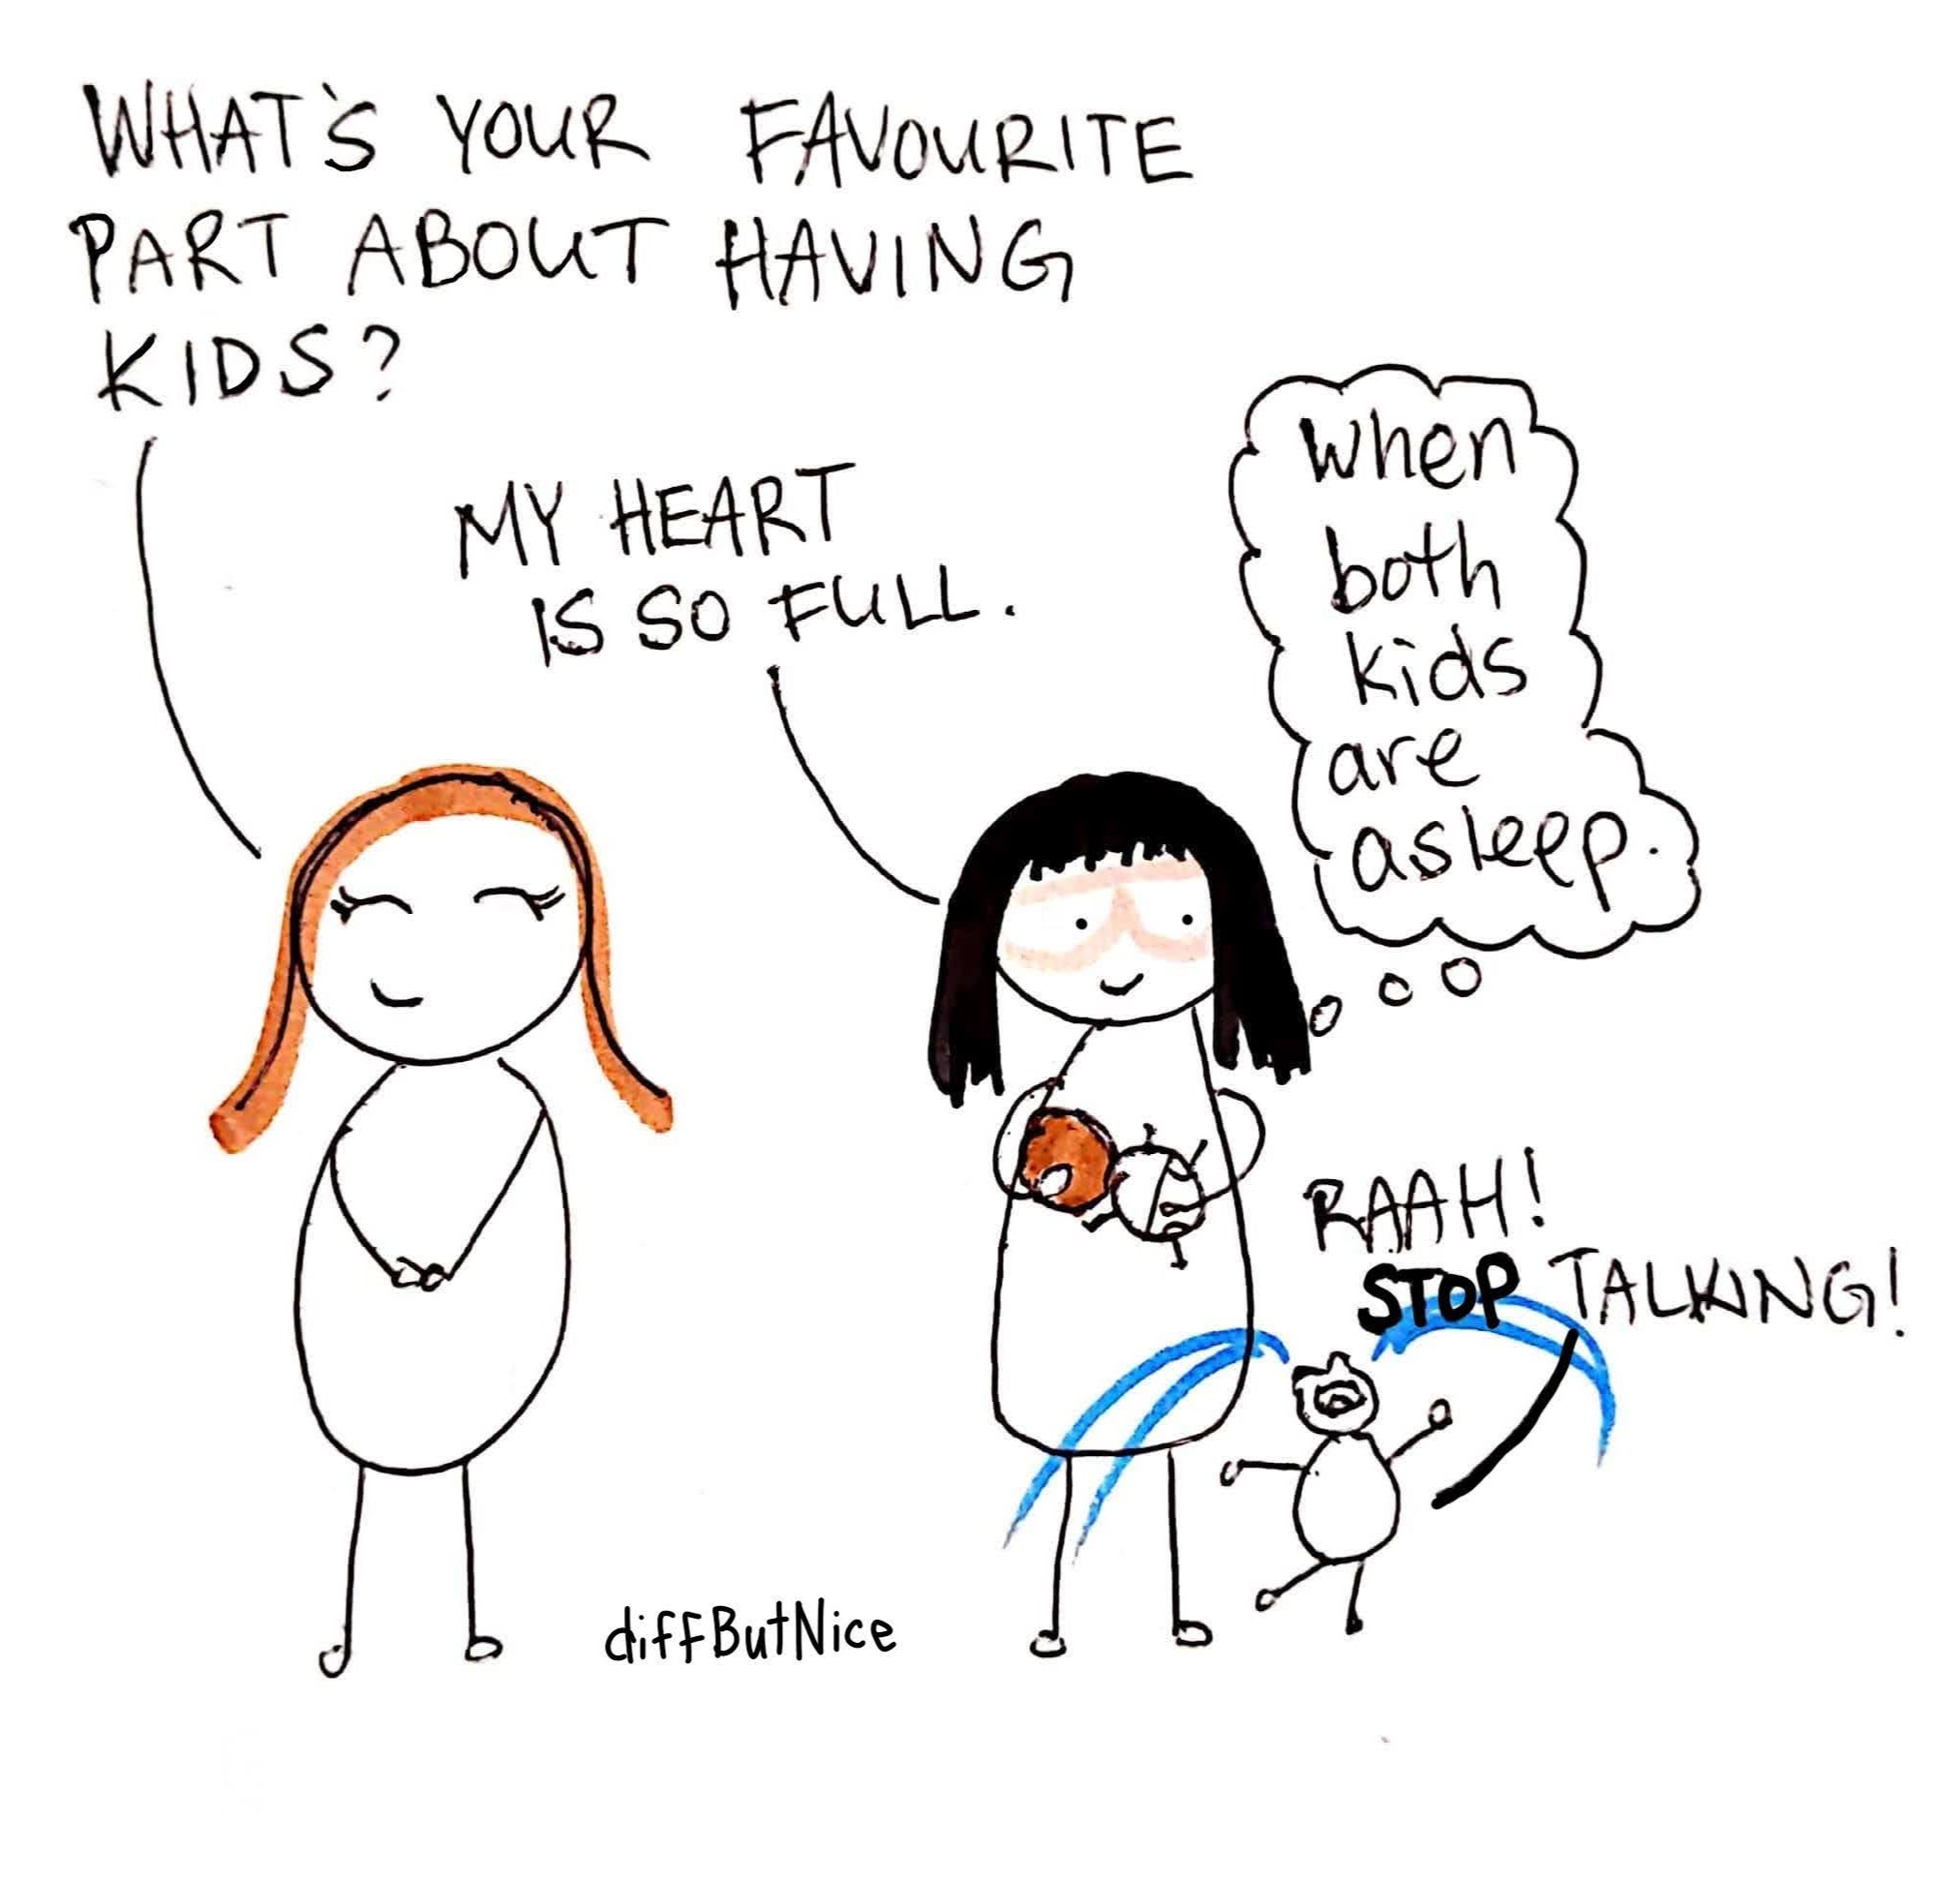 WHAT'S YOUR FAVOURITE
PART ABOUT HAVING
KIDS?
MY HEART
IS SO FULL.
when
both
kids
are
asleep.
RAAH!
STOP TALKING!
diffButNice